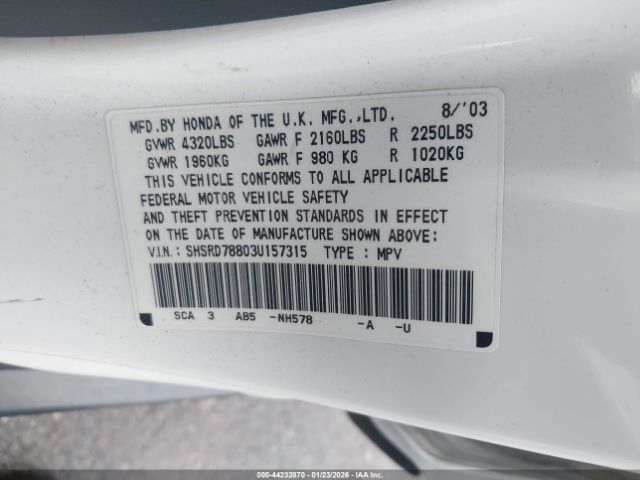 MFD.BY HONDA OF THE U.K. MFG.,LTD. 8/'03
GVWR 4320LBS GAWR F 2160LBS R 2250LBS
GVWR 1960KG GAWR F 980 KG R 1020KG
THIS VEHICLE CONFORMS TO ALL APPLICABLE
FEDERAL MOTOR VEHICLE SAFETY
AND THEFT PREVENTION STANDARDS IN EFFECT
ON THE DATE OF MANUFACTURE SHOWN ABOVE:
V.I.N.: SHSRD78803U157315 TYPE : MPV
SCA 3 AB5 -NH578 -A -U
000-44232870 | 01/23/2026 | IAA Inc.